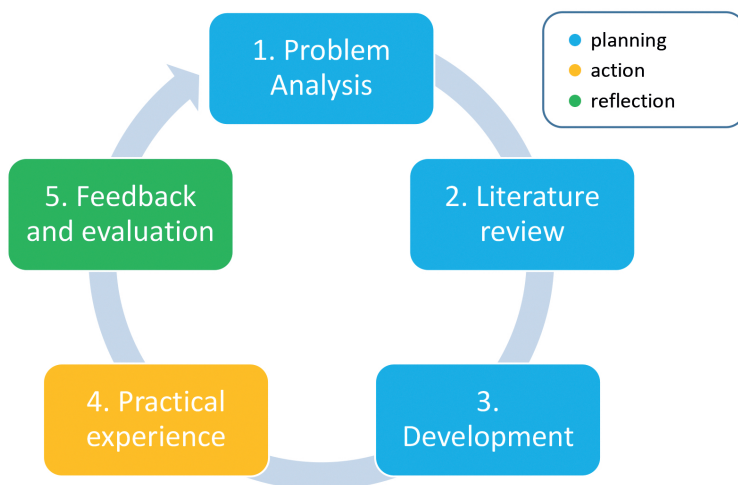 1. Problem
Analysis
planning
action
reflection
2. Literature
review
3.
Development
4. Practical
experience
5. Feedback
and evaluation